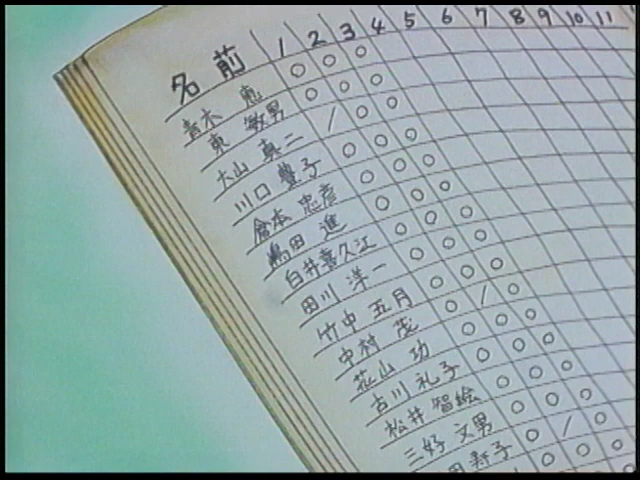 名前 1 2 3 4 5 6 7 8 9 10 11
青木 恵
東 敏男
大山 真二
川口 豊子
倉本 忠彦
嶋田 進
白井喜久江
田川 洋一
竹中 五月
中村 茂
花山 功
古川 礼子
松井 智絵
三好 文男